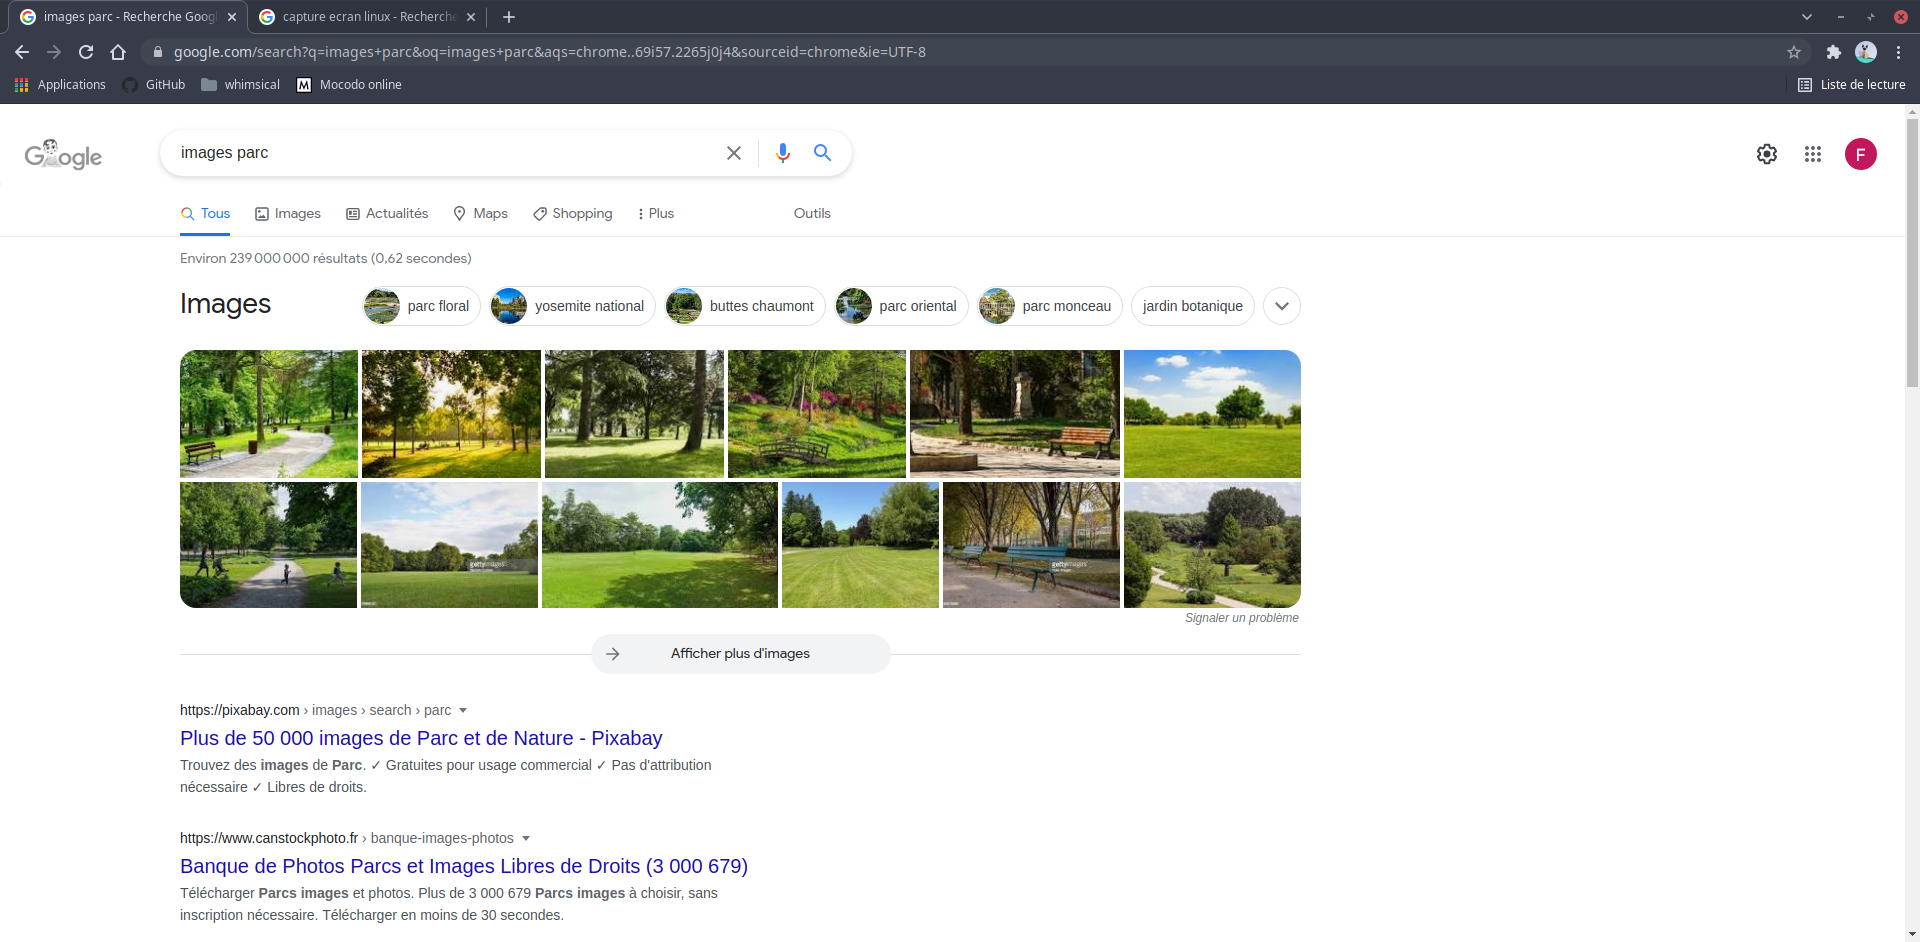 images parc - Recherche Googl
capture ecran linux - Recherche
google.com/search?q=images+parc&oq=images+parc&aqs=chrome..69i57.2265j0j4&sourceid=chrome&ie=UTF-8
Applications
GitHub
whimsical
M
Mocodo online
Liste de lecture
Google
images parc
F
Tous
Images
Actualités
Maps
Shopping
Plus
Outils
Environ 239 000 000 résultats (0,62 secondes)
Images
parc floral
yosemite national
buttes chaumont
parc oriental
parc monceau
jardin botanique
gettyimages
gettyimages
Signaler un problème
Afficher plus d'images
https://pixabay.com › images › search › parc
Plus de 50 000 images de Parc et de Nature - Pixabay
Trouvez des images de Parc. ✓ Gratuites pour usage commercial ✓ Pas d'attribution
nécessaire ✓ Libres de droits.
https://www.canstockphoto.fr › banque-images-photos
Banque de Photos Parcs et Images Libres de Droits (3 000 679)
Télécharger Parcs images et photos. Plus de 3 000 679 Parcs images à choisir, sans
inscription nécessaire. Télécharger en moins de 30 secondes.